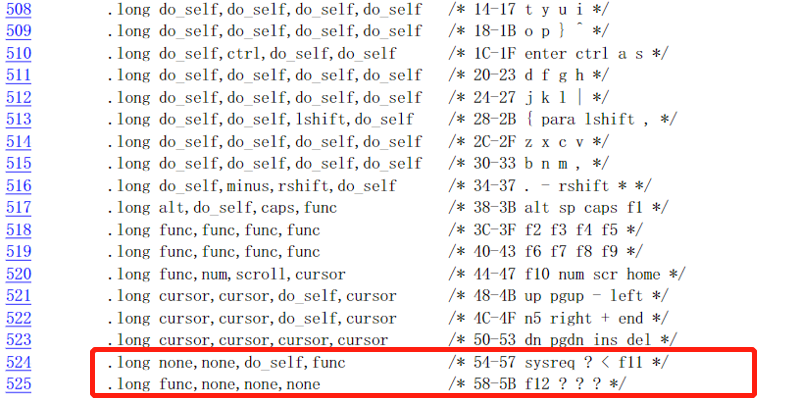 508 .long do_self,do_self,do_self,do_self /* 14-17 t y u i */
509 .long do_self,do_self,do_self,do_self /* 18-1B o p } ^ */
510 .long do_self,ctrl,do_self,do_self /* 1C-1F enter ctrl a s */
511 .long do_self,do_self,do_self,do_self /* 20-23 d f g h */
512 .long do_self,do_self,do_self,do_self /* 24-27 j k l | */
513 .long do_self,do_self,lshift,do_self /* 28-2B { para lshift , */
514 .long do_self,do_self,do_self,do_self /* 2C-2F z x c v */
515 .long do_self,do_self,do_self,do_self /* 30-33 b n m , */
516 .long do_self,minus,rshift,do_self /* 34-37 . - rshift * */
517 .long alt,do_self,caps,func /* 38-3B alt sp caps f1 */
518 .long func,func,func,func /* 3C-3F f2 f3 f4 f5 */
519 .long func,func,func,func /* 40-43 f6 f7 f8 f9 */
520 .long func,num,scroll,cursor /* 44-47 f10 num scr home */
521 .long cursor,cursor,do_self,cursor /* 48-4B up pgup - left */
522 .long cursor,cursor,do_self,cursor /* 4C-4F n5 right + end */
523 .long cursor,cursor,cursor,cursor /* 50-53 dn pgdn ins del */
524 .long none,none,do_self,func /* 54-57 sysreq ? < f11 */
525 .long func,none,none,none /* 58-5B f12 ? ? ? */